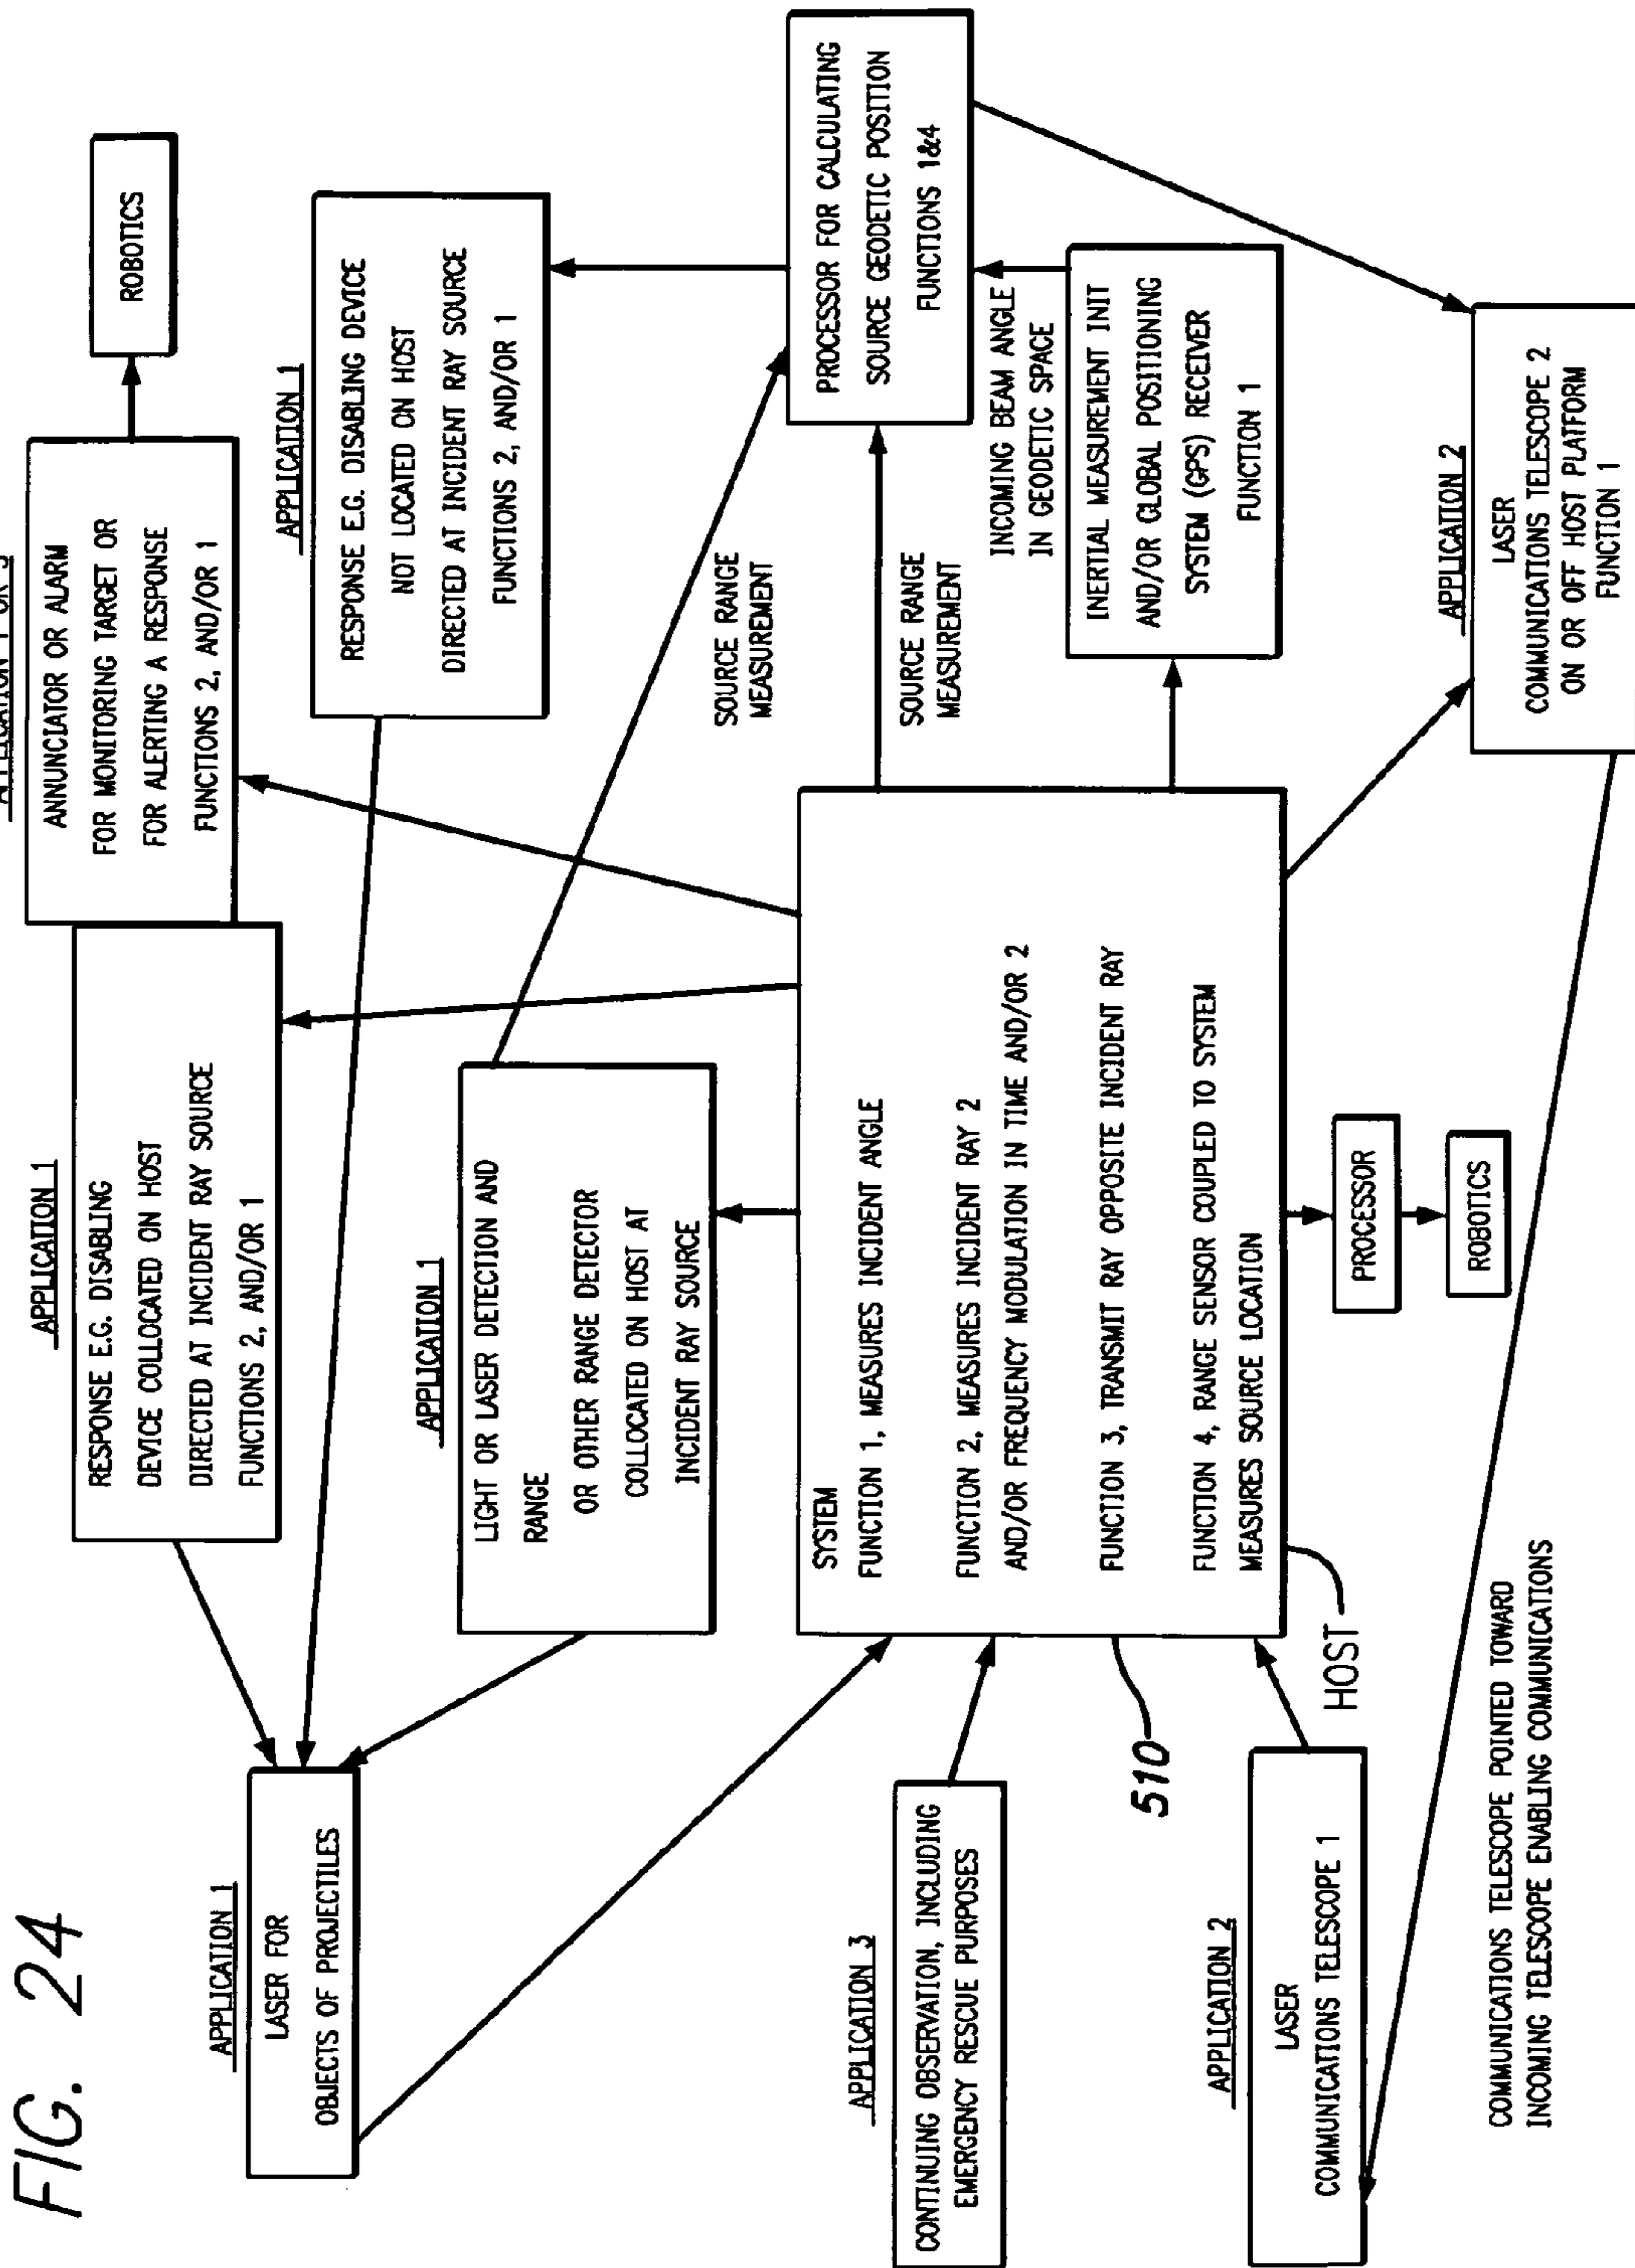 FIG. 24
APPLICATION 1
LASER FOR
OBJECTS OF PROJECTILES
APPLICATION 3
CONTINUING OBSERVATION, INCLUDING
EMERGENCY RESCUE PURPOSES
APPLICATION 2
LASER
COMMUNICATIONS TELESCOPE 1
COMMUNICATIONS TELESCOPE POINTED TOWARD
INCOMING TELESCOPE ENABLING COMMUNICATIONS
APPLICATION 1
RESPONSE E.G. DISABLING
DEVICE COLLOCATED ON HOST
DIRECTED AT INCIDENT RAY SOURCE
FUNCTIONS 2, AND/OR 1
APPLICATION 1
LIGHT OR LASER DETECTION AND
RANGE
OR OTHER RANGE DETECTOR
COLLOCATED ON HOST AT
INCIDENT RAY SOURCE
SYSTEM
FUNCTION 1, MEASURES INCIDENT ANGLE
FUNCTION 2, MEASURES INCIDENT RAY 2
AND/OR FREQUENCY MODULATION IN TIME AND/OR 2
FUNCTION 3, TRANSMIT RAY OPPOSITE INCIDENT RAY
FUNCTION 4, RANGE SENSOR COUPLED TO SYSTEM
MEASURES SOURCE LOCATION
510
HOST
PROCESSOR
ROBOTICS
APPLICATION 1 OR 3
ANNUNCIATOR OR ALARM
FOR MONITORING TARGET OR
FOR ALERTING A RESPONSE
FUNCTIONS 2, AND/OR 1
ROBOTICS
APPLICATION 1
RESPONSE E.G. DISABLING DEVICE
NOT LOCATED ON HOST
DIRECTED AT INCIDENT RAY SOURCE
FUNCTIONS 2, AND/OR 1
SOURCE RANGE
MEASUREMENT
PROCESSOR FOR CALCULATING
SOURCE GEODETIC POSITION
FUNCTIONS 1&4
SOURCE RANGE
MEASUREMENT
INCOMING BEAM ANGLE
IN GEODETIC SPACE
INERTIAL MEASUREMENT INIT
AND/OR GLOBAL POSITIONING
SYSTEM (GPS) RECEIVER
FUNCTION 1
APPLICATION 2
LASER
COMMUNICATIONS TELESCOPE 2
ON OR OFF HOST PLATFORM
FUNCTION 1